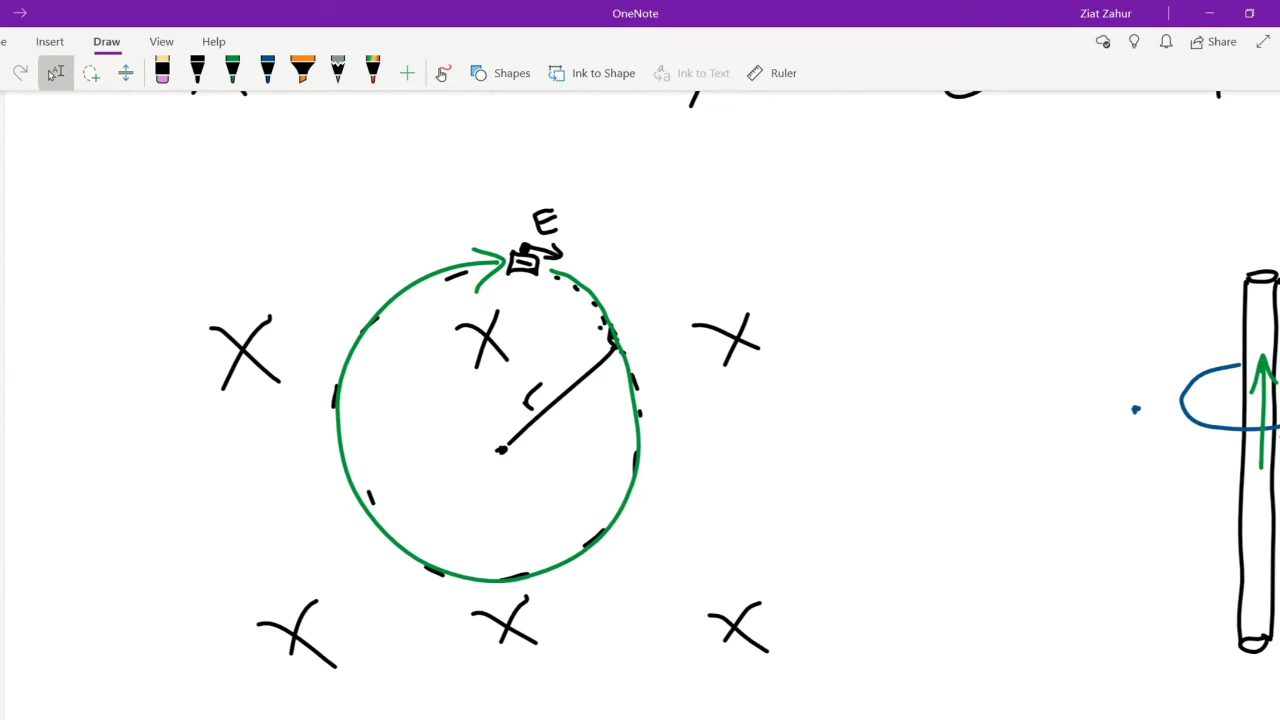 OneNote
Ziat Zahur
Insert Draw View Help Share
Shapes Ink to Shape Ink to Text Ruler
E
X X X
r
X X X